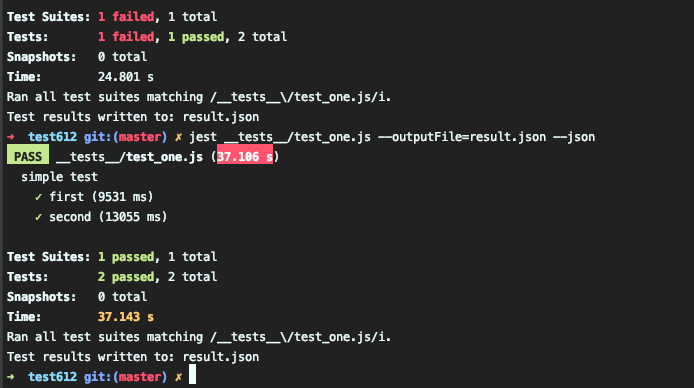 Test Suites: 1 failed, 1 total
Tests:       1 failed, 1 passed, 2 total
Snapshots:   0 total
Time:        24.801 s
Ran all test suites matching /__tests__\/test_one.js/i.
Test results written to: result.json
➜  test612 git:(master) ✗ jest __tests__/test_one.js --outputFile=result.json --json
PASS __tests__/test_one.js (37.106 s)
  simple test
    ✓ first (9531 ms)
    ✓ second (13055 ms)
Test Suites: 1 passed, 1 total
Tests:       2 passed, 2 total
Snapshots:   0 total
Time:        37.143 s
Ran all test suites matching /__tests__\/test_one.js/i.
Test results written to: result.json
➜  test612 git:(master) ✗